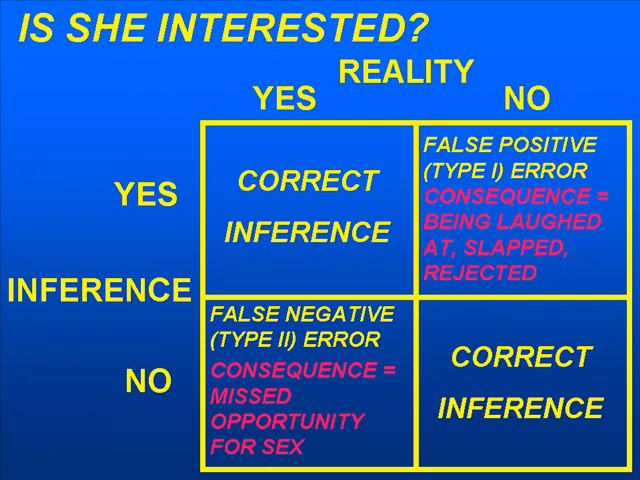 IS SHE INTERESTED?
REALITY
YES
NO
YES
CORRECT
INFERENCE
FALSE POSITIVE
(TYPE I) ERROR
CONSEQUENCE =
BEING LAUGHED
AT, SLAPPED,
REJECTED
INFERENCE
NO
FALSE NEGATIVE
(TYPE II) ERROR
CONSEQUENCE =
MISSED
OPPORTUNITY
FOR SEX
CORRECT
INFERENCE